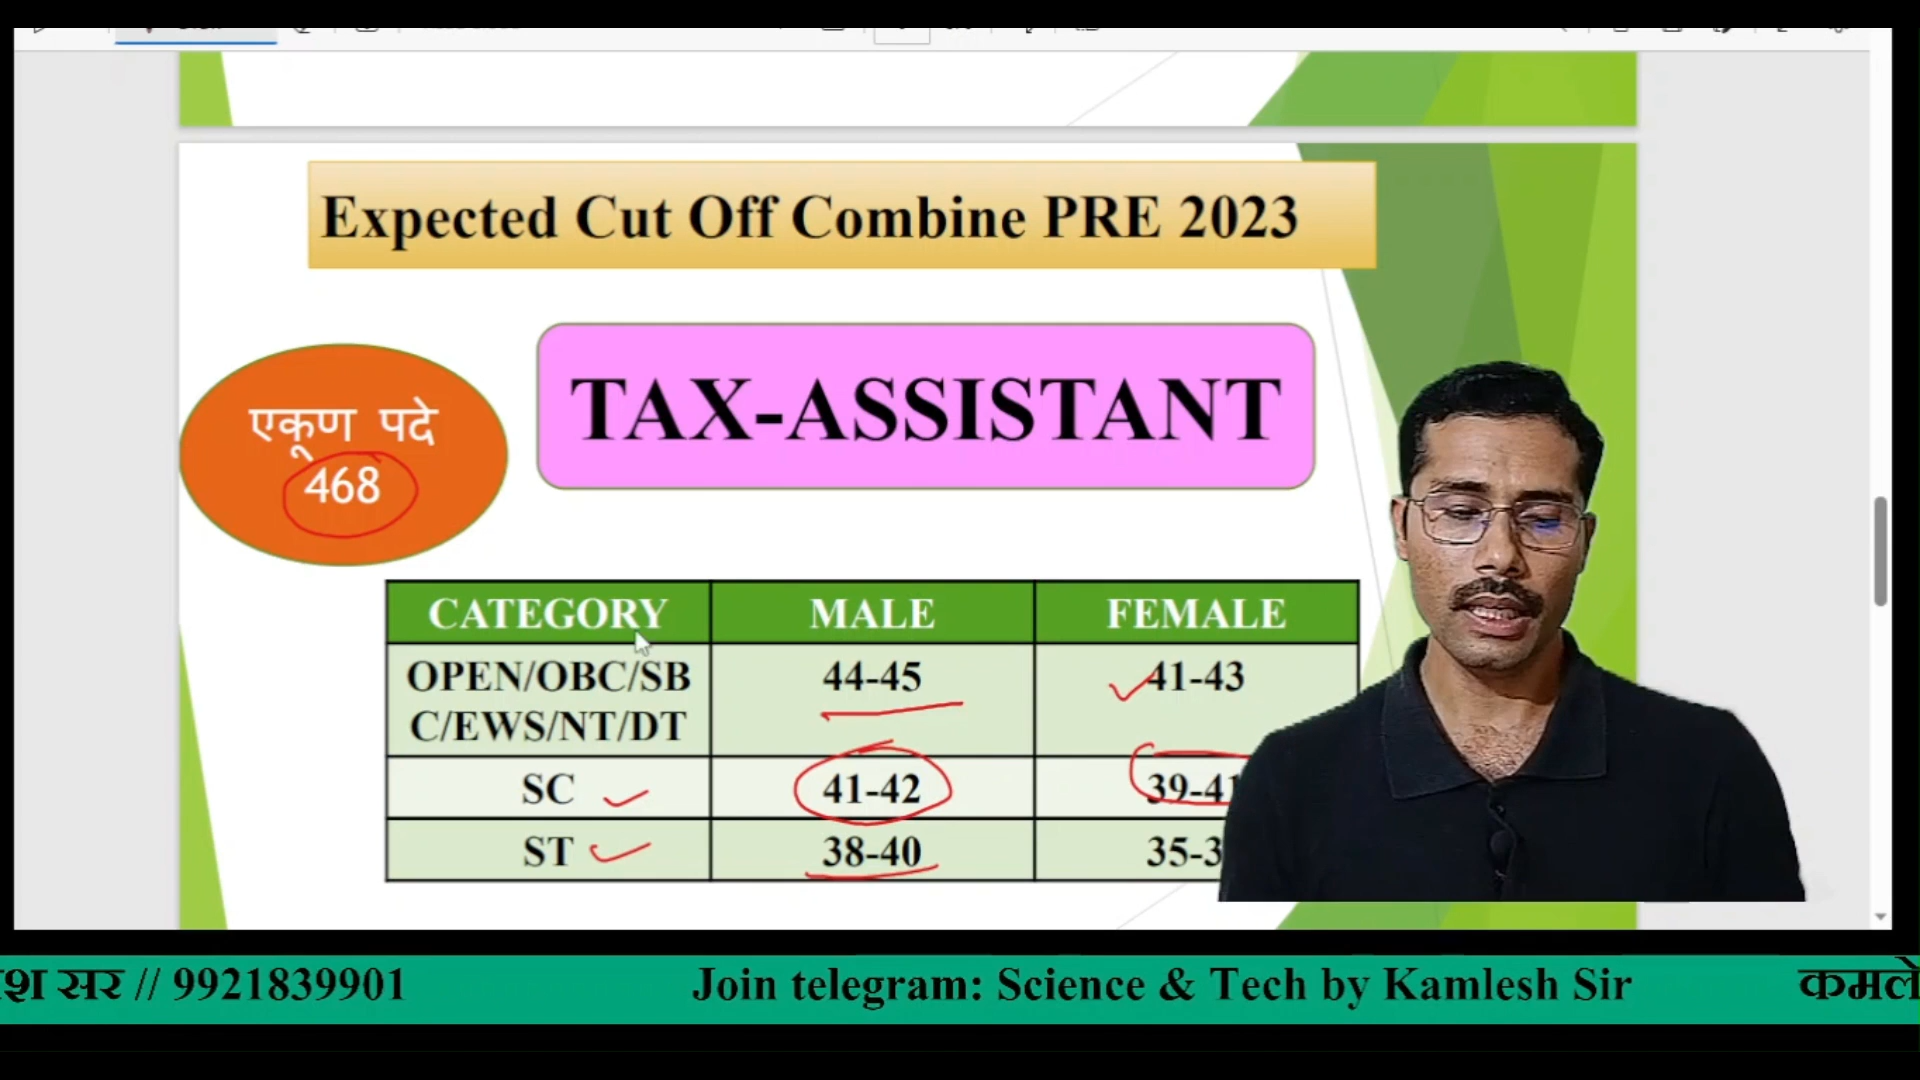 Expected Cut Off Combine PRE 2023
एकूण पदे
468
TAX-ASSISTANT
CATEGORY MALE FEMALE
OPEN/OBC/SB 44-45 41-43
C/EWS/NT/DT
SC 41-42 39-41
ST 38-40
सर // 9921839901 Join telegram: Science & Tech by Kamlesh Sir